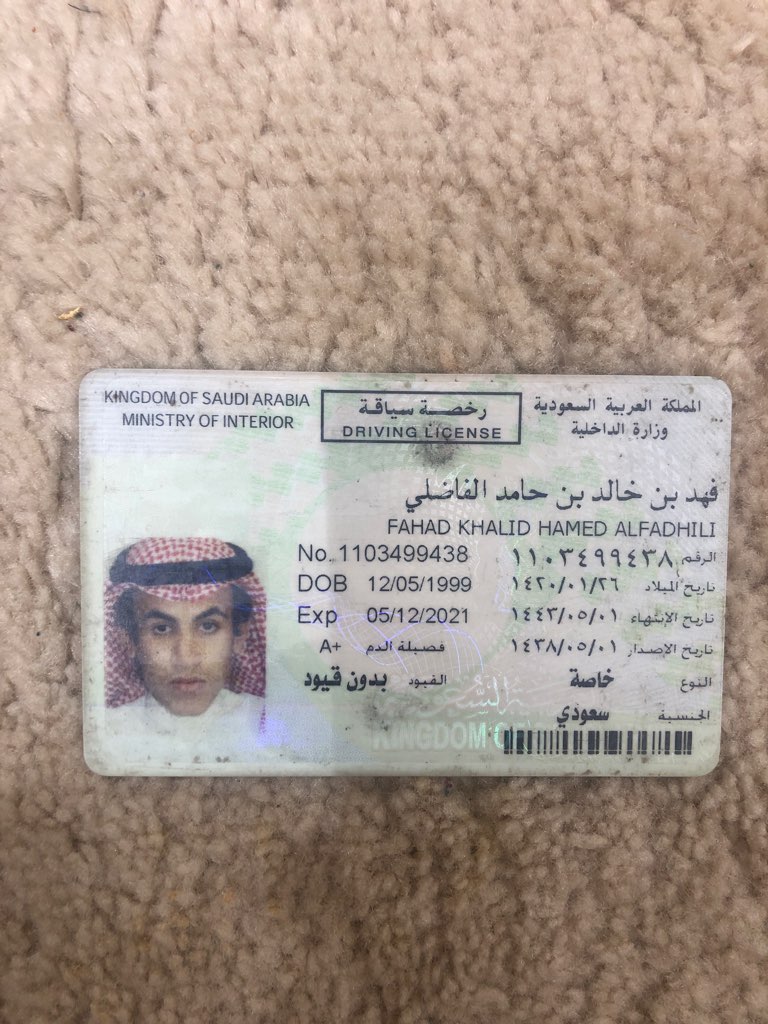 KINGDOM OF SAUDI ARABIA
MINISTRY OF INTERIOR
رخصة سياقة
DRIVING LICENSE
المملكة العربية السعودية
وزارة الداخلية
فهد بن خالد بن حامد الفاضلي
FAHAD KHALID HAMED ALFADHILI
No. 1103499438 الرقم ١١٠٣٤٩٩٤٣٨
DOB 12/05/1999 تاريخ الميلاد ١٤٢٠/٠١/٢٦
Exp 05/12/2021 تاريخ الإنتهاء ١٤٤٣/٠٥/٠١
تاريخ الإصدار ١٤٣٨/٠٥/٠١ فصيلة الدم A+
النوع خاصة القيود بدون قيود
الجنسية سعودي
KINGDOM OF